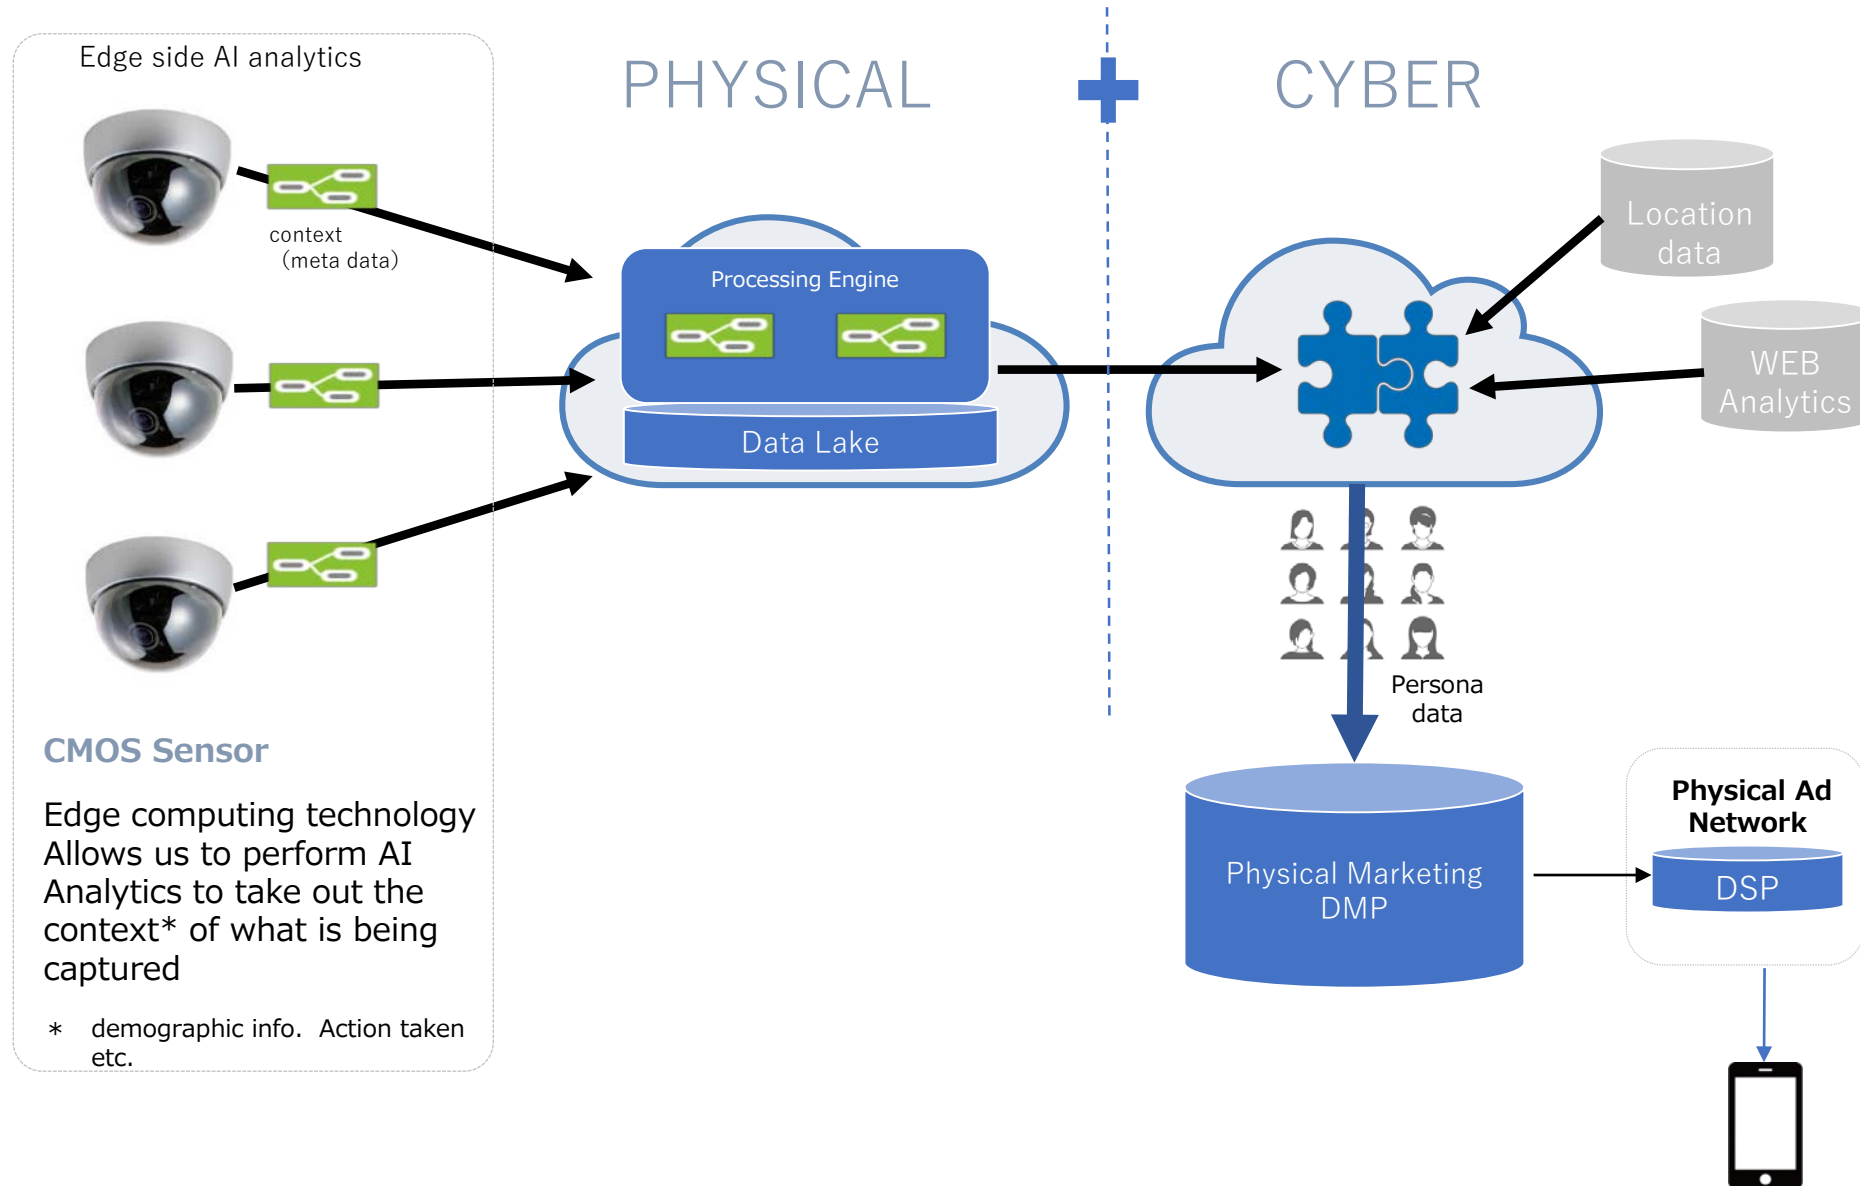 Edge side AI analytics
PHYSICAL
CYBER
context
(meta data)
Processing Engine
Data Lake
Location
data
WEB
Analytics
Persona
data
CMOS Sensor
Edge computing technology
Allows us to perform AI
Analytics to take out the
context* of what is being
captured
* demographic info. Action taken
etc.
Physical Marketing
DMP
Physical Ad
Network
DSP